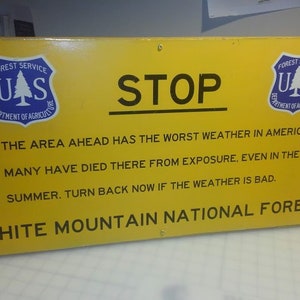 FOREST SERVICE
US
DEPARTMENT OF AGRICULTURE
STOP
THE AREA AHEAD HAS THE WORST WEATHER IN AMERIC
MANY HAVE DIED THERE FROM EXPOSURE, EVEN IN THE
SUMMER. TURN BACK NOW IF THE WEATHER IS BAD.
HITE MOUNTAIN NATIONAL FORE